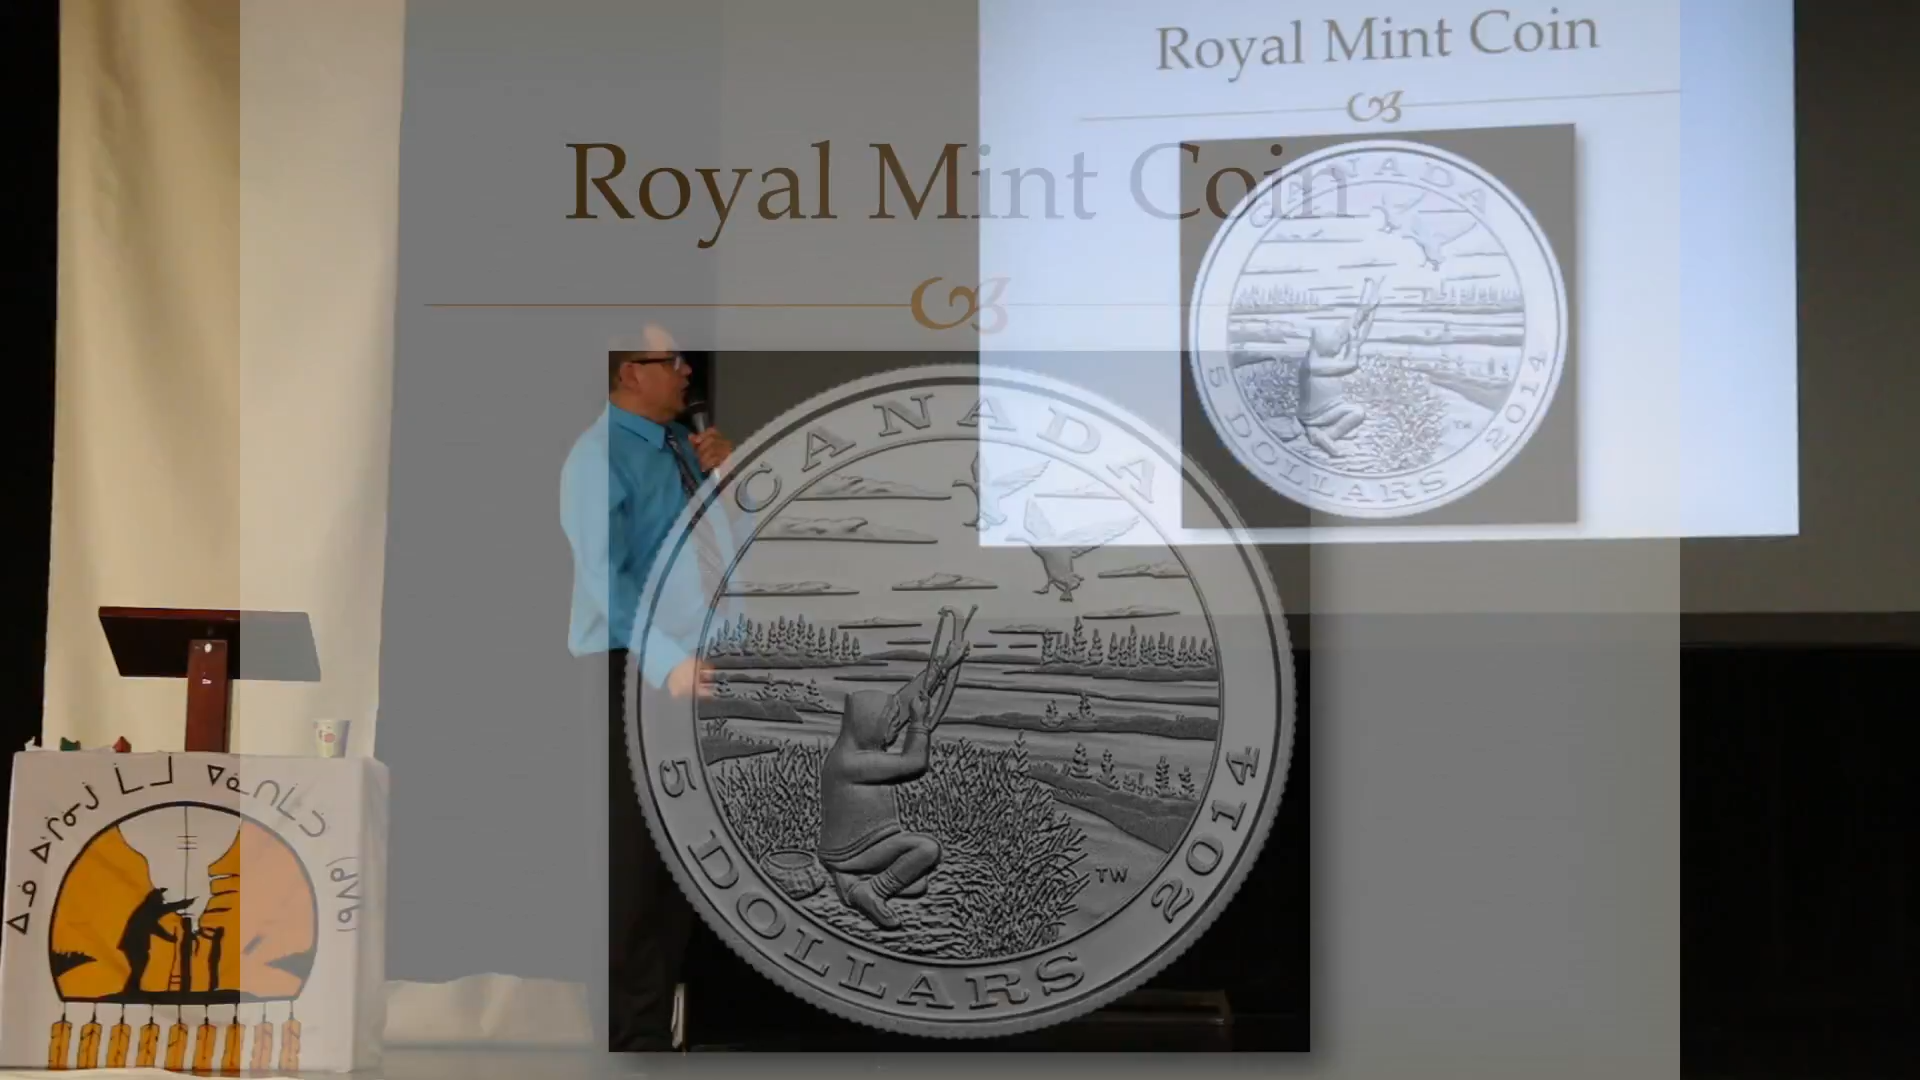 Royal Mint Coin
CANADA
5 DOLLARS 2014
TW
Royal Mint Coin
CANADA
5 DOLLARS 2014
TW